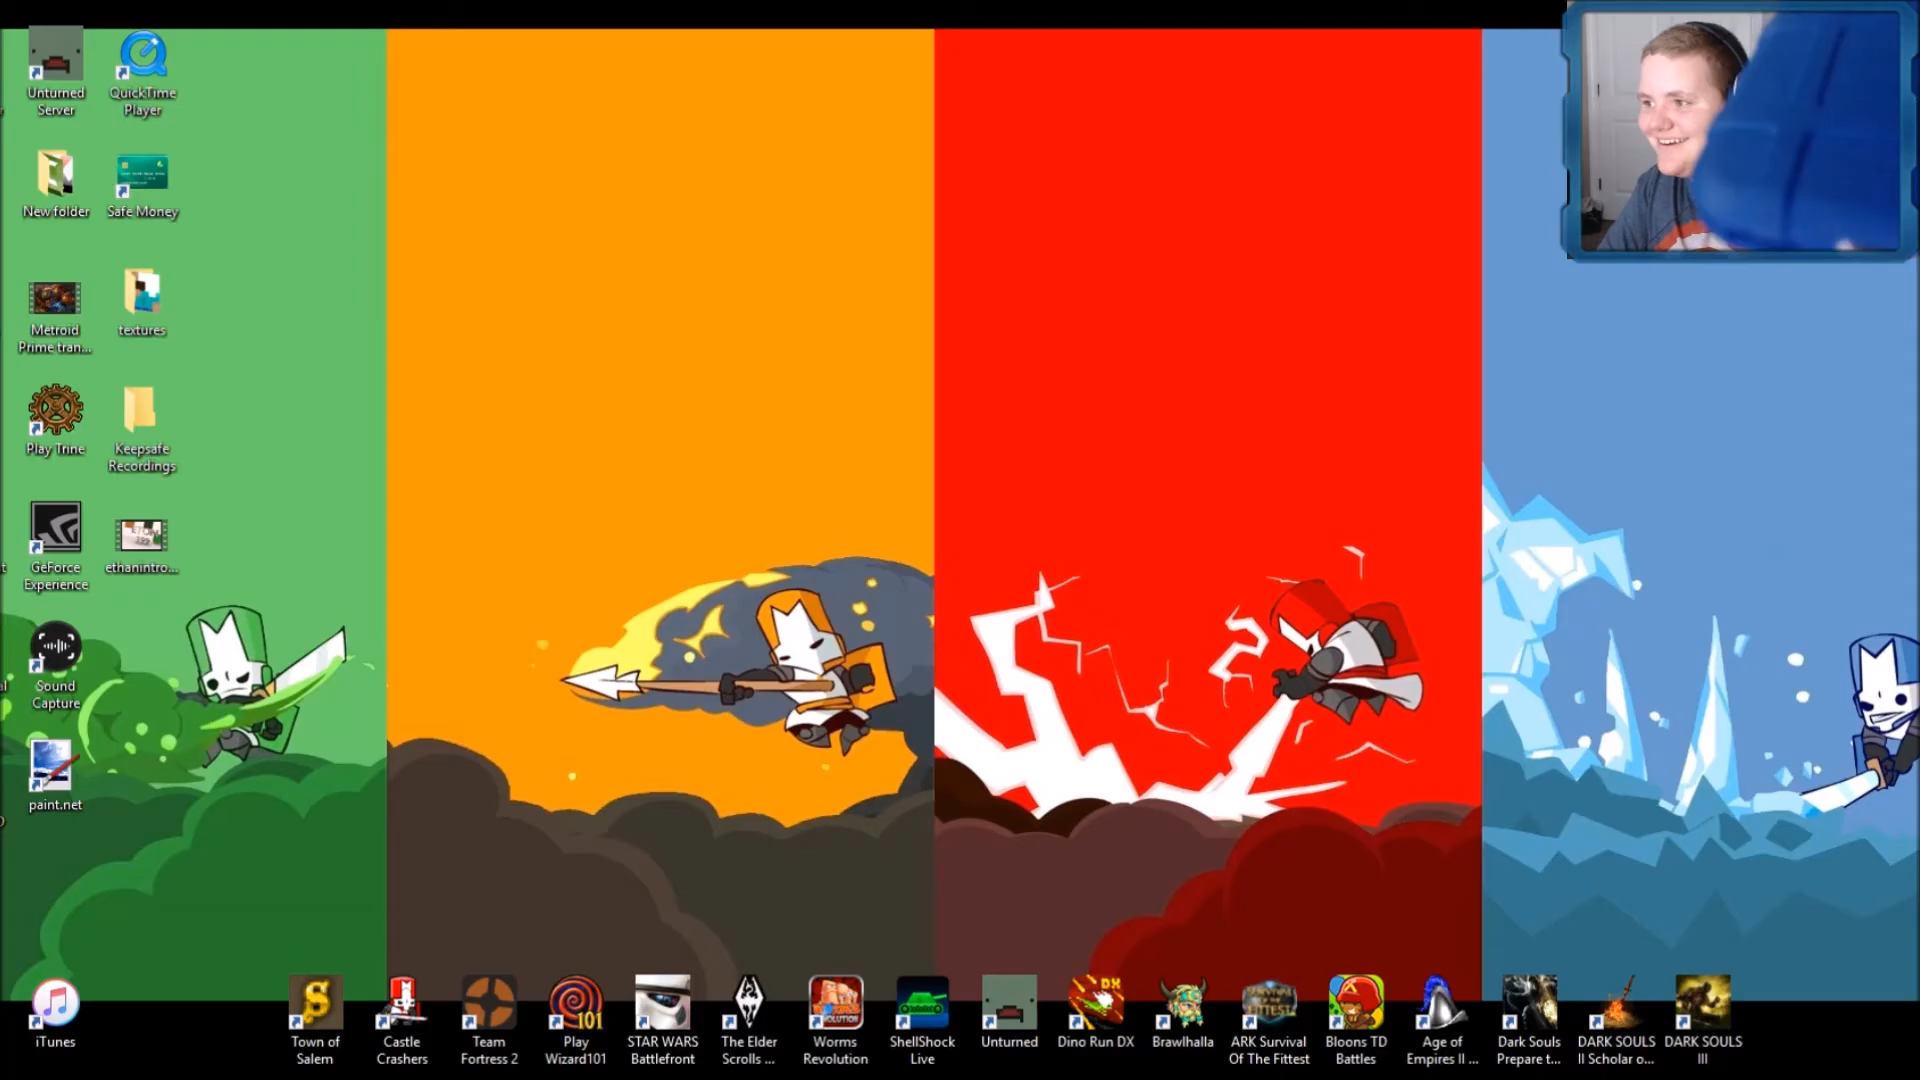 Unturned
Server
QuickTime
Player
New folder
Safe Money
Metroid
Prime tran...
textures
Play Trine
Keepsafe
Recordings
GeForce
Experience
ethanintro...
Sound
Capture
paint.net
iTunes
Town of
Salem
Castle
Crashers
Team
Fortress 2
101
Play
Wizard101
STAR WARS
Battlefront
The Elder
Scrolls ...
Worms
Revolution
ShellShock
Live
Unturned
DX
Dino Run DX
Brawlhalla
ARK Survival
Of The Fittest
Bloons TD
Battles
Age of
Empires II ...
Dark Souls
Prepare t...
DARK SOULS
II Scholar o...
DARK SOULS
III